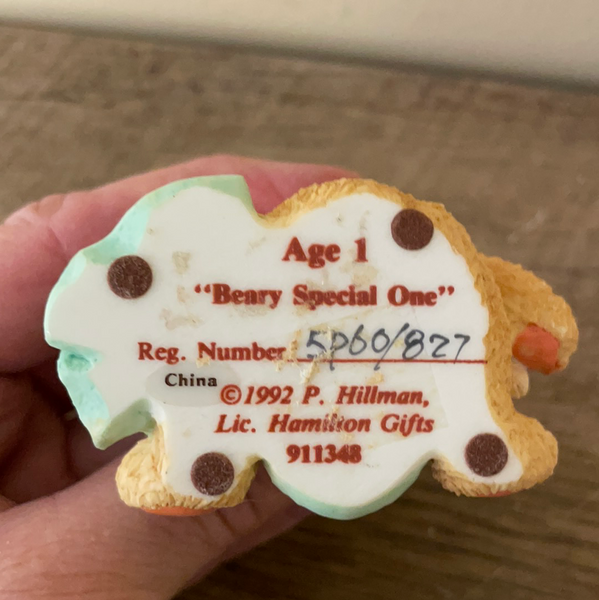 Age 1
"Beary Special One"
Reg. Number 5P60/827
China
©1992 P. Hillman,
Lic. Hamilton Gifts
911348